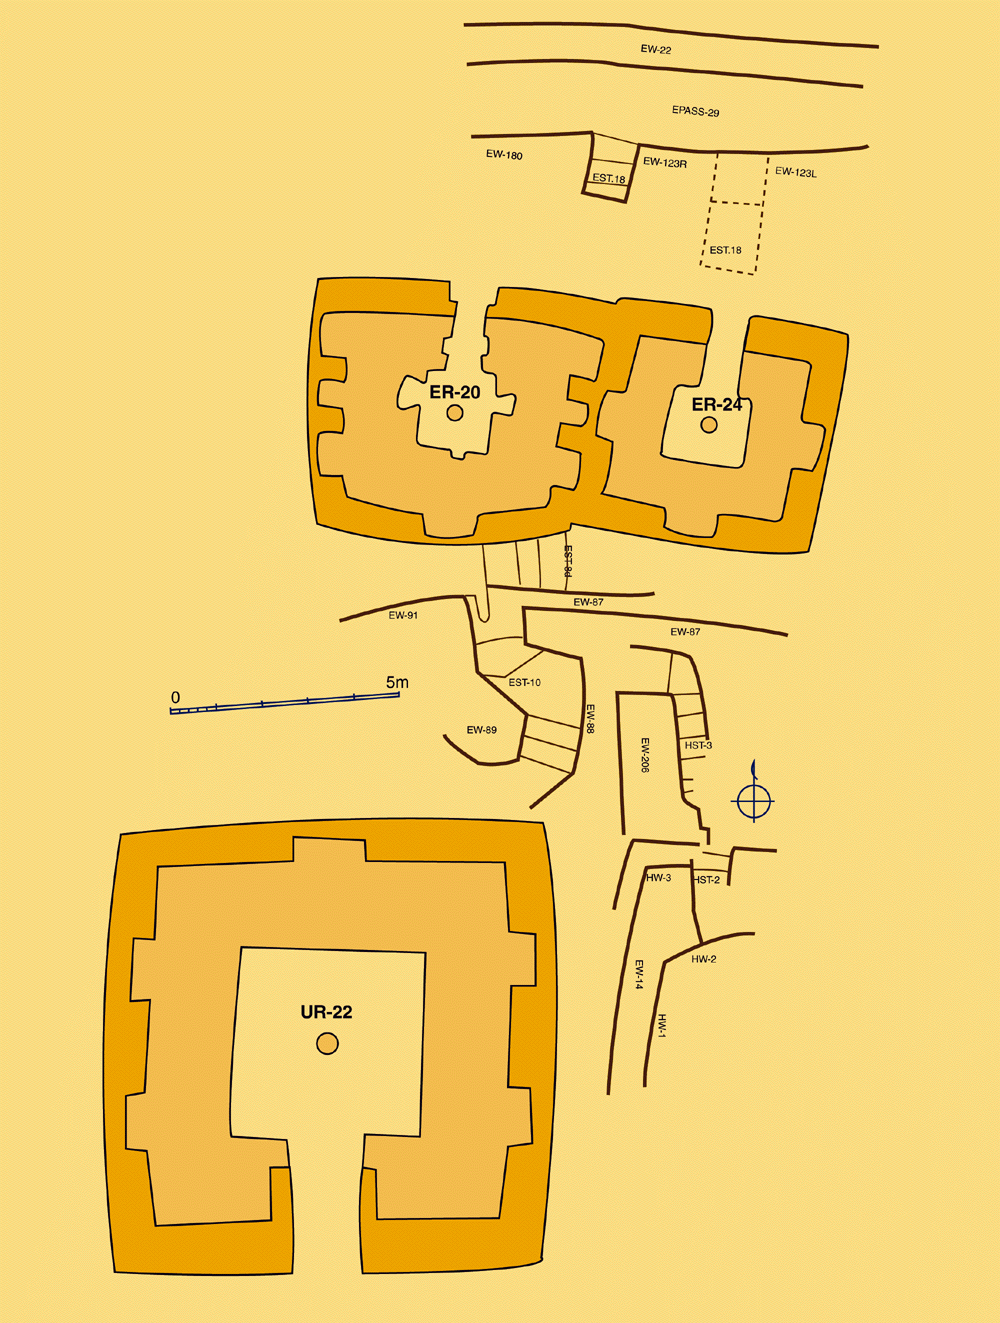 EW-22
EPASS-29
EW-180
EST.18
EW-123R
EW-123L
EST.18
ER-20
ER-24
EST-8d
EW-87
EW-91
EW-87
EST-10
0
5m
EW-89
EW-88
EW-206
HST-3
HW-3
HST-2
EW-14
HW-2
UR-22
HW-1